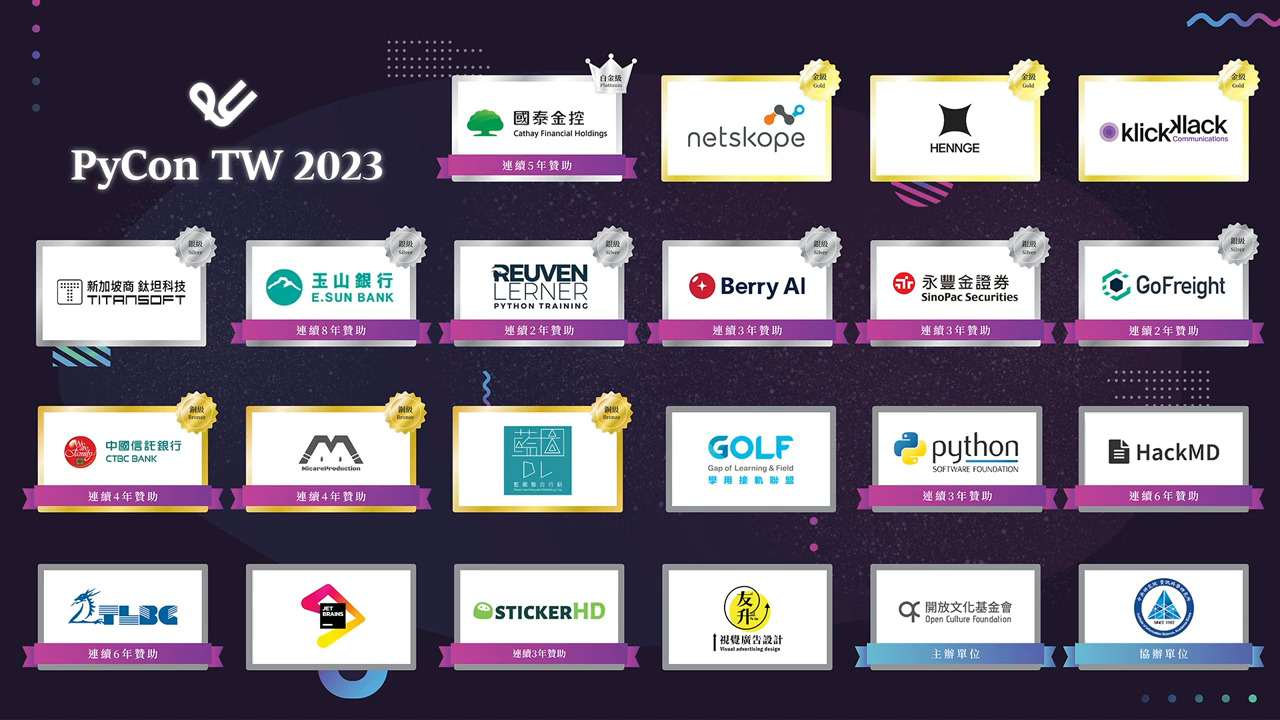 PyCon TW 2023
白金級
Platinum
國泰金控
Cathay Financial Holdings
連續5年贊助
金級
Gold
netskope
金級
Gold
HENNGE
金級
Gold
klickklack
Communications
銀級
Silver
新加坡商 鈦坦科技
TITANSOFT
銀級
Silver
玉山銀行
E.SUN BANK
連續8年贊助
銀級
Silver
REUVEN
LERNER
PYTHON TRAINING
連續2年贊助
銀級
Silver
Berry AI
連續3年贊助
銀級
Silver
永豐金證券
SinoPac Securities
連續3年贊助
銀級
Silver
GoFreight
連續2年贊助
銅級
Bronze
We are family
中國信託銀行
CTBC BANK
連續4年贊助
銅級
Bronze
MicareProduction
連續4年贊助
銅級
Bronze
藍圖
DL
藍圖整合行銷
GOLF
Gap of Learning & Field
學用接軌聯盟
python
SOFTWARE FOUNDATION
連續3年贊助
HackMD
連續6年贊助
TLBC
連續6年贊助
JET
BRAINS
STICKERHD
連續3年贊助
友升
視覺廣告設計
Visual advertising design
開放文化基金會
Open Culture Foundation
主辦單位
SINCE 1982
協辦單位